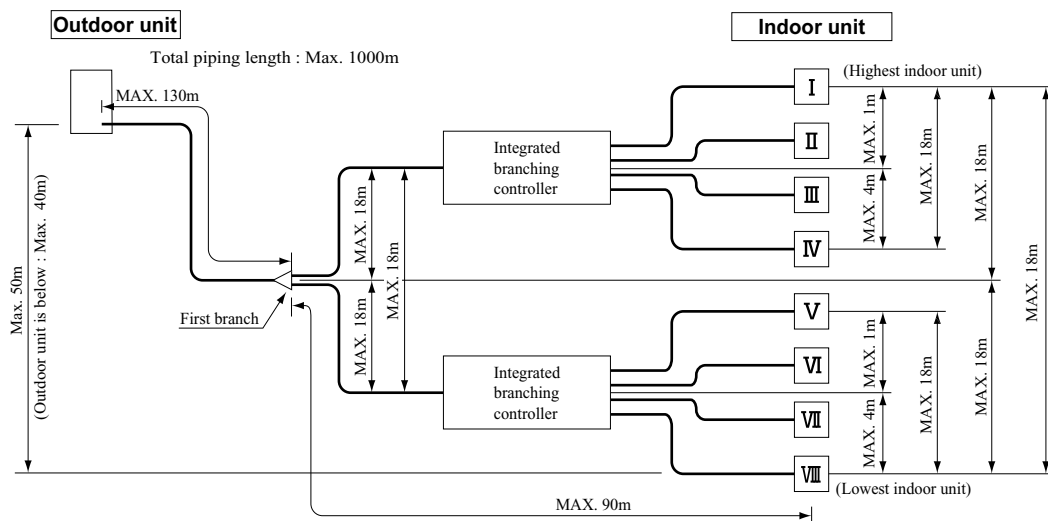 Outdoor unit
Indoor unit
Total piping length : Max. 1000m
(Highest indoor unit)
MAX. 130m
Max. 50m
(Outdoor unit is below : Max. 40m)
First branch
MAX. 18m
MAX. 18m
MAX. 18m
Integrated
branching
controller
Integrated
branching
controller
Ⅰ
Ⅱ
Ⅲ
Ⅳ
Ⅴ
Ⅵ
Ⅶ
Ⅷ
MAX. 1m
MAX. 4m
MAX. 18m
MAX. 18m
MAX. 18m
MAX. 1m
MAX. 4m
MAX. 18m
MAX. 18m
(Lowest indoor unit)
MAX. 90m